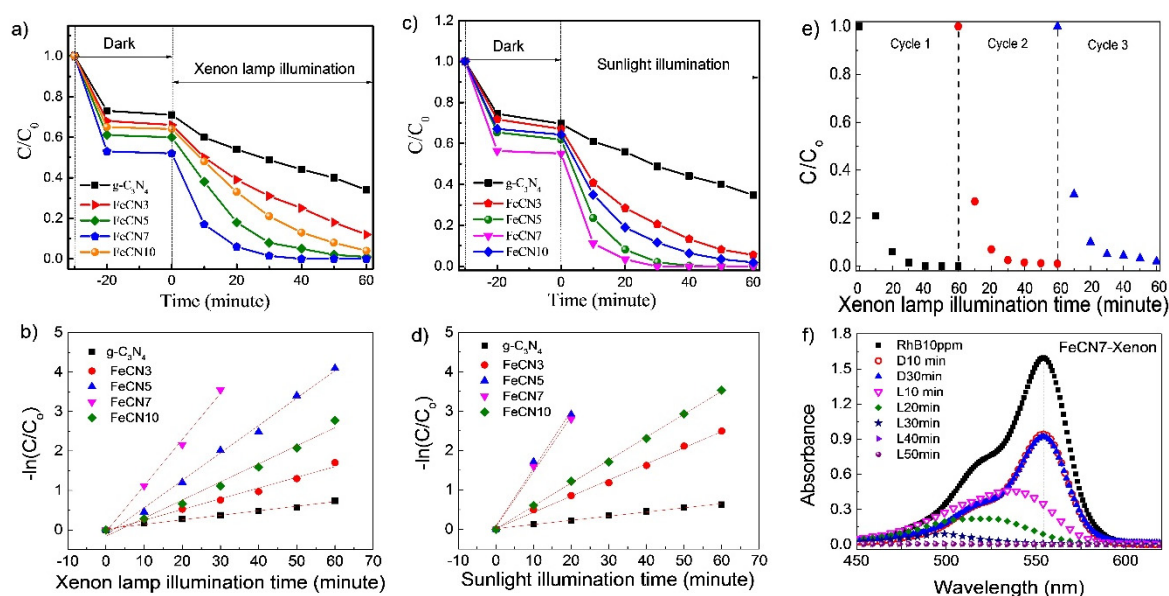 a)
Dark
Xenon lamp illumination
C/C₀
1.0
0.8
0.6
0.4
0.2
0.0
g-C₃N₄
FeCN3
FeCN5
FeCN7
FeCN10
-20 0 20 40 60
Time (minute)
c)
Dark
Sunlight illumination
C/C₀
1.0
0.8
0.6
0.4
0.2
0.0
g-C₃N₄
FeCN3
FeCN5
FeCN7
FeCN10
-20 0 20 40 60
Time (minute)
e)
Cycle 1 Cycle 2 Cycle 3
C/Cₒ
1.0
0.8
0.6
0.4
0.2
0.0
0 20 40 60 20 40 60 20 40 60
Xenon lamp illumination time (minute)
b)
-ln(C/Cₒ)
5
4
3
2
1
0
g-C₃N₄
FeCN3
FeCN5
FeCN7
FeCN10
-10 0 10 20 30 40 50 60 70
Xenon lamp illumination time (minute)
d)
-ln(C/Cₒ)
5
4
3
2
1
0
g-C₃N₄
FeCN3
FeCN5
FeCN7
FeCN10
-10 0 10 20 30 40 50 60 70
Sunlight illumination time (minute)
f)
FeCN7-Xenon
Absorbance
1.8
1.5
1.2
0.9
0.6
0.3
0.0
RhB10ppm
D10 min
D30min
L10 min
L20min
L30min
L40min
L50min
450 500 550 600
Wavelength (nm)